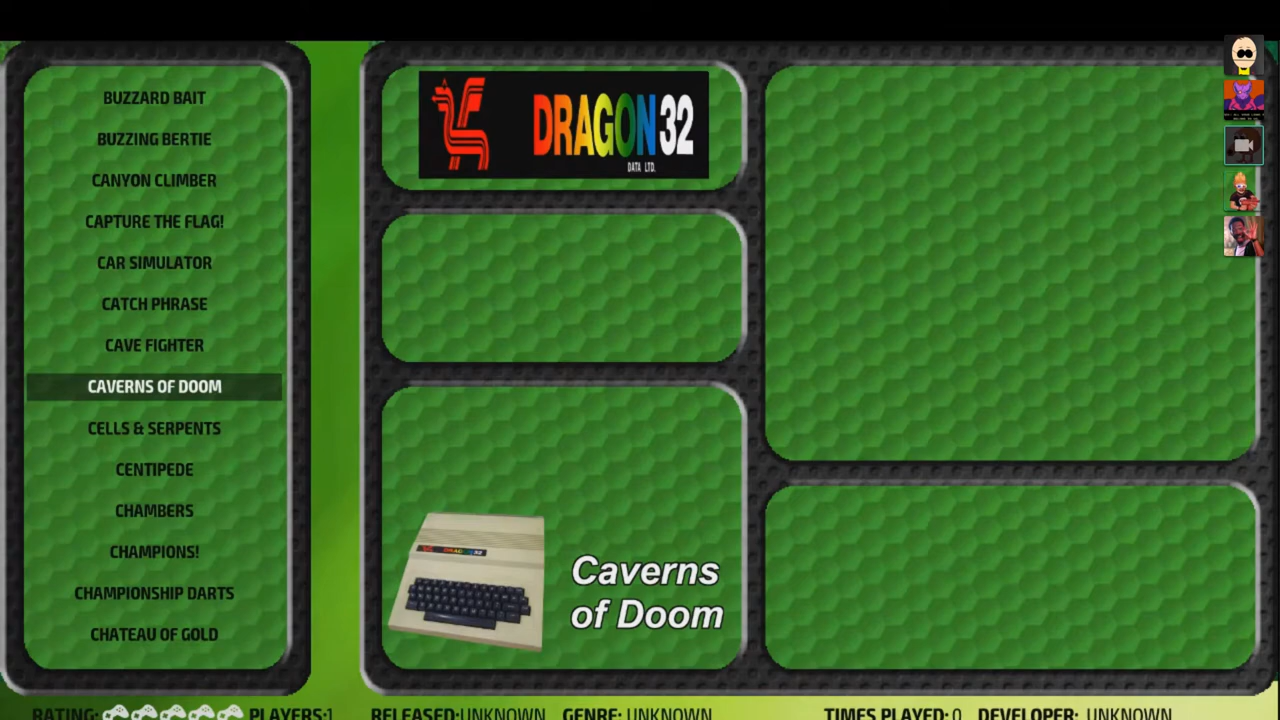 BUZZARD BAIT
BUZZING BERTIE
CANYON CLIMBER
CAPTURE THE FLAG!
CAR SIMULATOR
CATCH PHRASE
CAVE FIGHTER
CAVERNS OF DOOM
CELLS & SERPENTS
CENTIPEDE
CHAMBERS
CHAMPIONS!
CHAMPIONSHIP DARTS
CHATEAU OF GOLD
DRAGON 32
DATA LTD.
DRAGON 32
Caverns
of Doom
RATING: PLAYERS:1 RELEASED:UNKNOWN GENRE: UNKNOWN TIMES PLAYED: 0 DEVELOPER: UNKNOWN